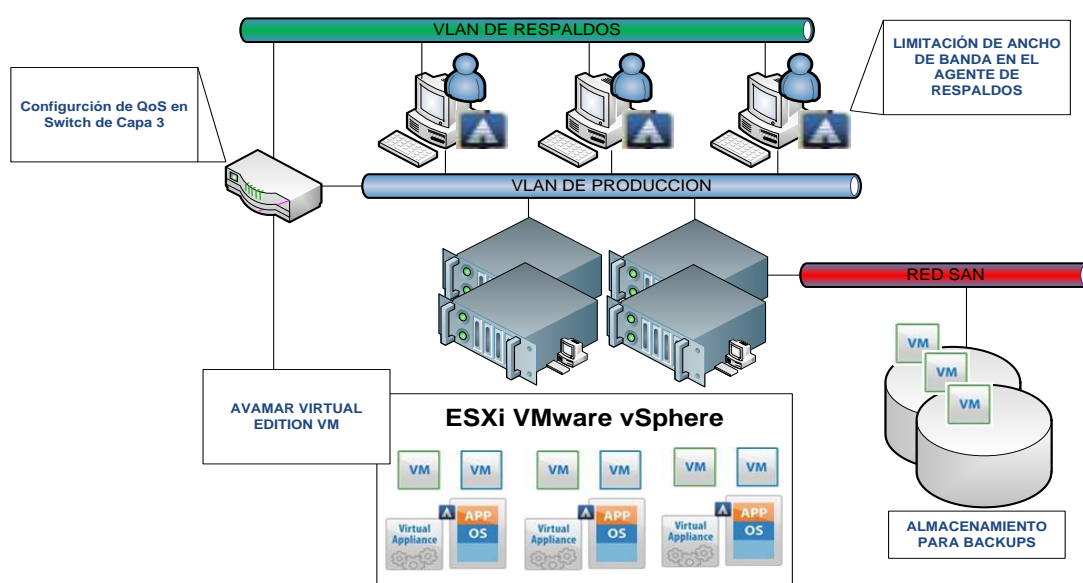 VLAN DE RESPALDOS
LIMITACIÓN DE ANCHO
DE BANDA EN EL
AGENTE DE
RESPALDOS
Configurción de QoS en
Switch de Capa 3
VLAN DE PRODUCCION
RED SAN
VM
VM
VM
AVAMAR VIRTUAL
EDITION VM
ESXi VMware vSphere
VM
VM
VM
VM
VM
VM
Virtual
Appliance
APP
OS
Virtual
Appliance
APP
OS
Virtual
Appliance
APP
OS
ALMACENAMIENTO
PARA BACKUPS